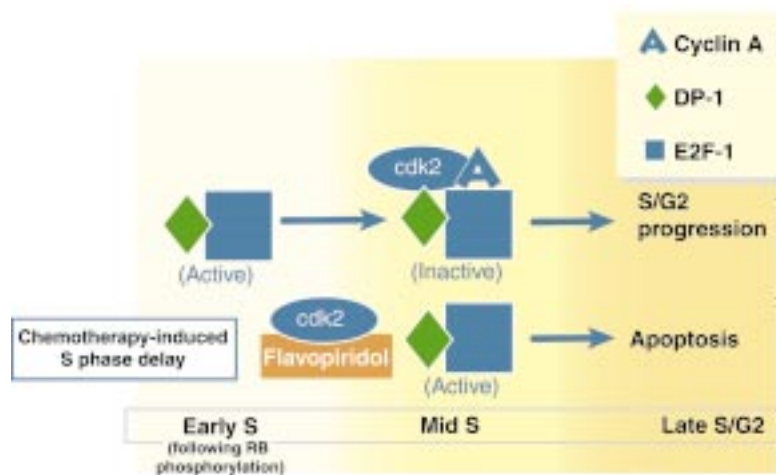 Cyclin A
DP-1
E2F-1
cdk2
A
(Active)
(Inactive)
S/G2
progression
Chemotherapy-induced
S phase delay
cdk2
Flavopiridol
(Active)
Apoptosis
Early S
(following RB
phosphorylation)
Mid S
Late S/G2